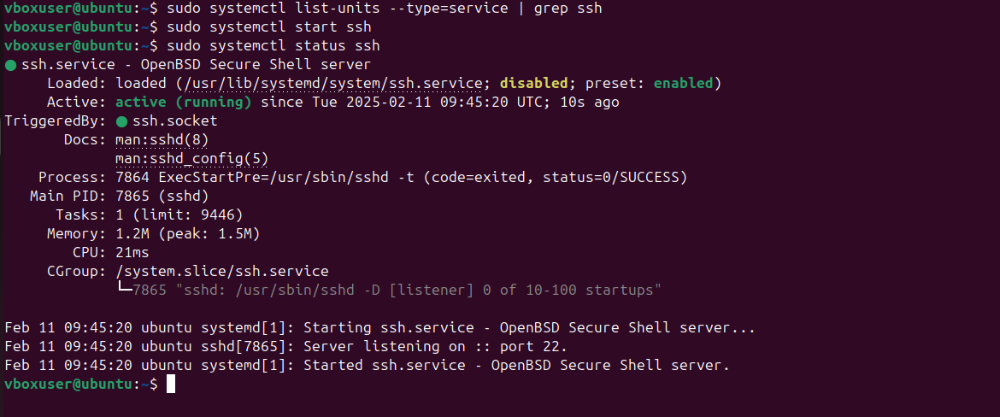 vboxuser@ubuntu:~$ sudo systemctl list-units --type=service | grep ssh
vboxuser@ubuntu:~$ sudo systemctl start ssh
vboxuser@ubuntu:~$ sudo systemctl status ssh
● ssh.service - OpenBSD Secure Shell server
     Loaded: loaded (/usr/lib/systemd/system/ssh.service; disabled; preset: enabled)
     Active: active (running) since Tue 2025-02-11 09:45:20 UTC; 10s ago
TriggeredBy: ● ssh.socket
       Docs: man:sshd(8)
             man:sshd_config(5)
    Process: 7864 ExecStartPre=/usr/sbin/sshd -t (code=exited, status=0/SUCCESS)
   Main PID: 7865 (sshd)
      Tasks: 1 (limit: 9446)
     Memory: 1.2M (peak: 1.5M)
        CPU: 21ms
     CGroup: /system.slice/ssh.service
             └─7865 "sshd: /usr/sbin/sshd -D [listener] 0 of 10-100 startups"

Feb 11 09:45:20 ubuntu systemd[1]: Starting ssh.service - OpenBSD Secure Shell server...
Feb 11 09:45:20 ubuntu sshd[7865]: Server listening on :: port 22.
Feb 11 09:45:20 ubuntu systemd[1]: Started ssh.service - OpenBSD Secure Shell server.
vboxuser@ubuntu:~$